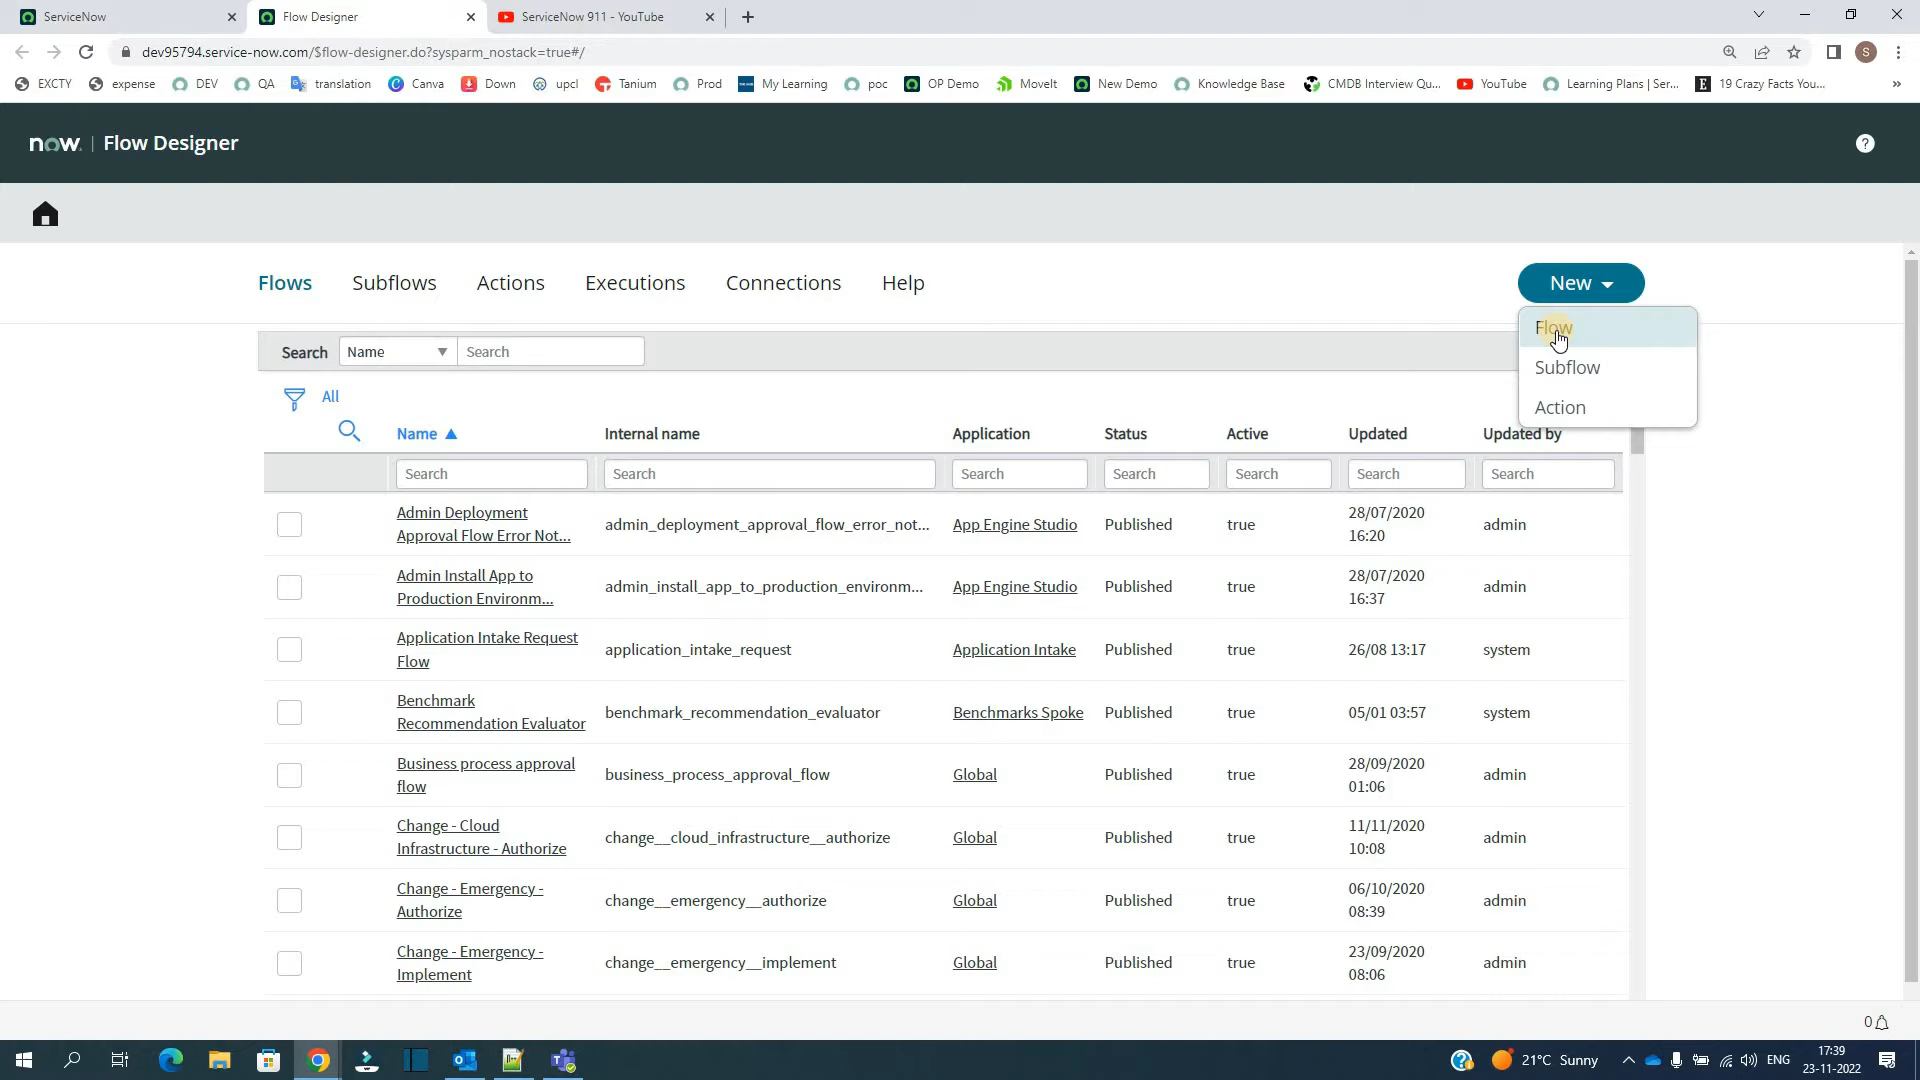 ServiceNow
Flow Designer
ServiceNow 911 - YouTube
dev95794.service-now.com/$flow-designer.do?sysparm_nostack=true#/
S
EXCTY
expense
DEV
QA
translation
Canva
Down
upcl
Tanium
Prod
My Learning
poc
OP Demo
MoveIt
New Demo
Knowledge Base
CMDB Interview Qu...
YouTube
Learning Plans | Ser...
19 Crazy Facts You...
now. | Flow Designer
Flows
Subflows
Actions
Executions
Connections
Help
New
Flow
Subflow
Action
Search
Name
Search
All
Name
Internal name
Application
Status
Active
Updated
Updated by
Search
Search
Search
Search
Search
Search
Search
Admin Deployment
Approval Flow Error Not...
admin_deployment_approval_flow_error_not...
App Engine Studio
Published
true
28/07/2020
16:20
admin
Admin Install App to
Production Environm...
admin_install_app_to_production_environm...
App Engine Studio
Published
true
28/07/2020
16:37
admin
Application Intake Request
Flow
application_intake_request
Application Intake
Published
true
26/08 13:17
system
Benchmark
Recommendation Evaluator
benchmark_recommendation_evaluator
Benchmarks Spoke
Published
true
05/01 03:57
system
Business process approval
flow
business_process_approval_flow
Global
Published
true
28/09/2020
01:06
admin
Change - Cloud
Infrastructure - Authorize
change__cloud_infrastructure__authorize
Global
Published
true
11/11/2020
10:08
admin
Change - Emergency -
Authorize
change__emergency__authorize
Global
Published
true
06/10/2020
08:39
admin
Change - Emergency -
Implement
change__emergency__implement
Global
Published
true
23/09/2020
08:06
admin
0
21°C Sunny
ENG
17:39
23-11-2022